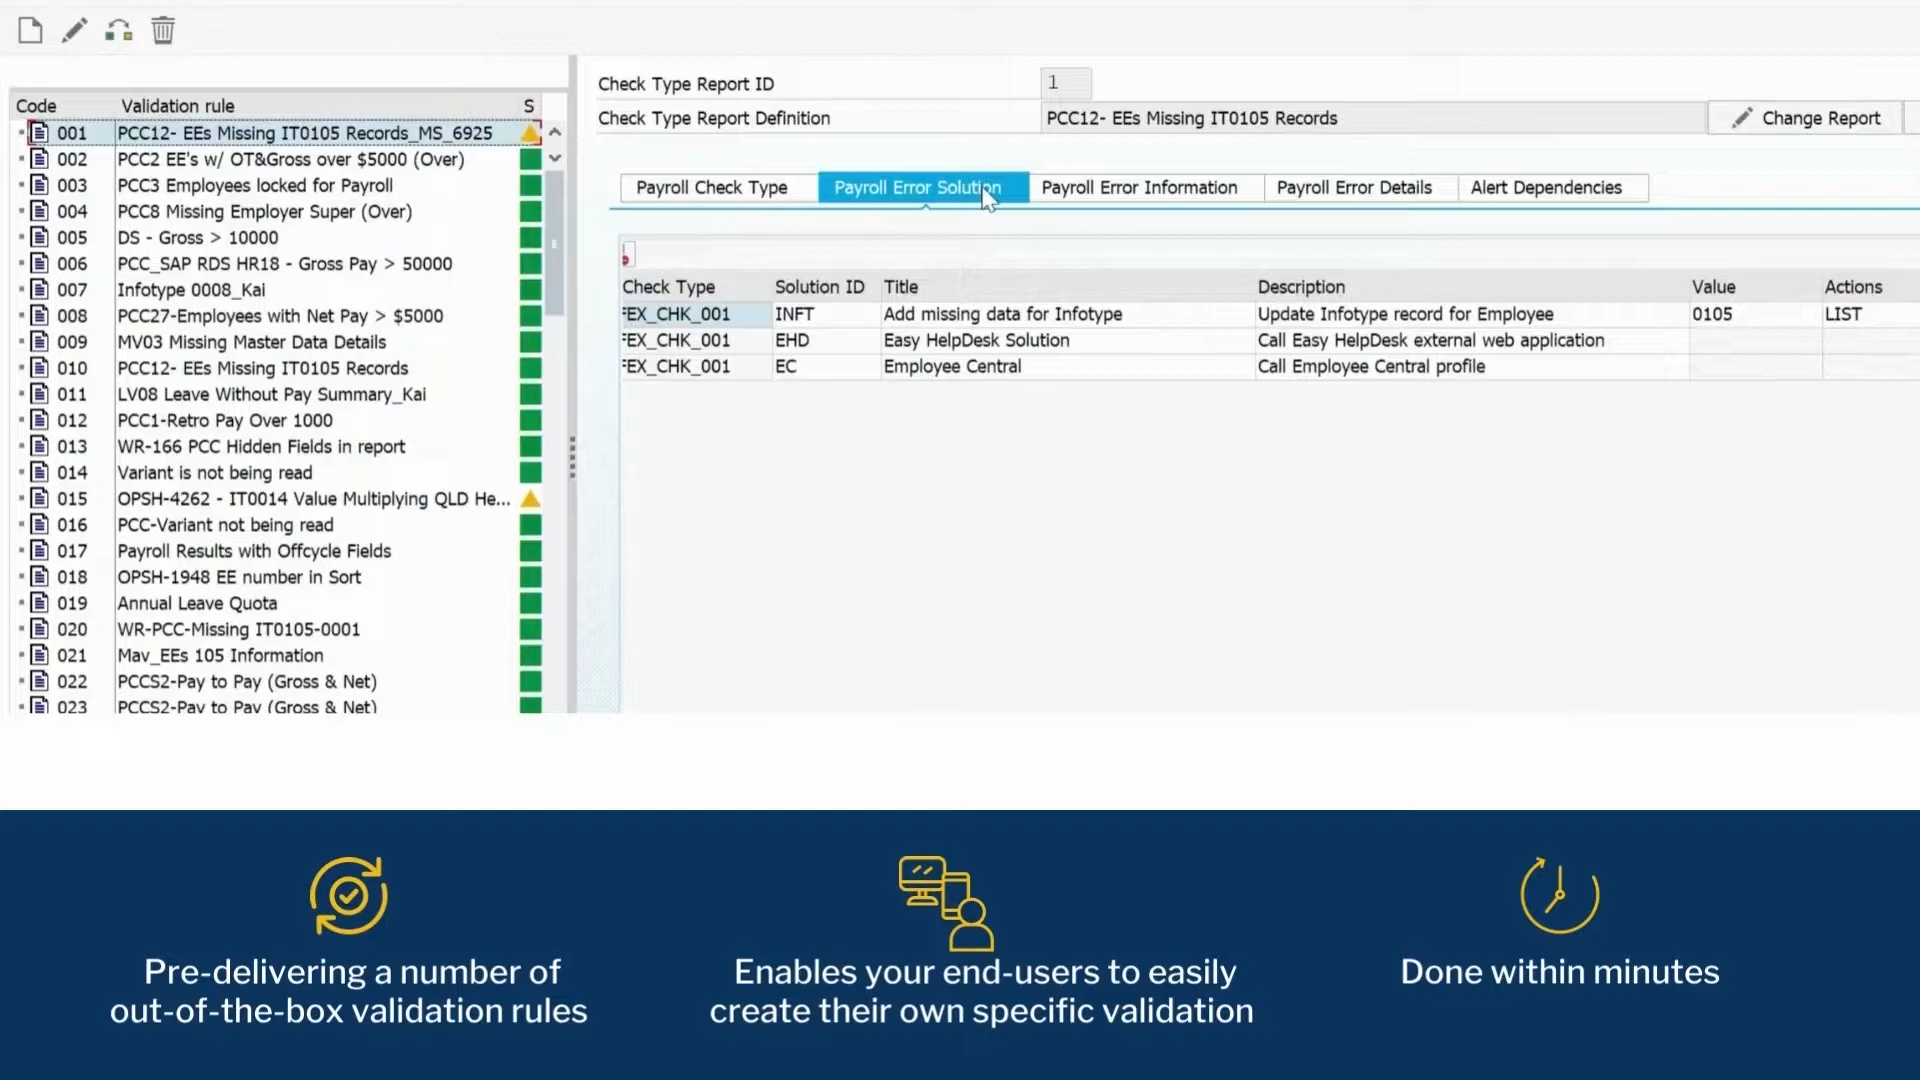 Code Validation rule S
001 PCC12- EEs Missing IT0105 Records_MS_6925
002 PCC2 EE's w/ OT&Gross over $5000 (Over)
003 PCC3 Employees locked for Payroll
004 PCC8 Missing Employer Super (Over)
005 DS - Gross > 10000
006 PCC_SAP RDS HR18 - Gross Pay > 50000
007 Infotype 0008_Kai
008 PCC27-Employees with Net Pay > $5000
009 MV03 Missing Master Data Details
010 PCC12- EEs Missing IT0105 Records
011 LV08 Leave Without Pay Summary_Kai
012 PCC1-Retro Pay Over 1000
013 WR-166 PCC Hidden Fields in report
014 Variant is not being read
015 OPSH-4262 - IT0014 Value Multiplying QLD He...
016 PCC-Variant not being read
017 Payroll Results with Offcycle Fields
018 OPSH-1948 EE number in Sort
019 Annual Leave Quota
020 WR-PCC-Missing IT0105-0001
021 Mav_EEs 105 Information
022 PCCS2-Pay to Pay (Gross & Net)
023 PCCS2-Pay to Pay (Gross & Net)
Check Type Report ID 1
Check Type Report Definition PCC12- EEs Missing IT0105 Records Change Report
Payroll Check Type Payroll Error Solution Payroll Error Information Payroll Error Details Alert Dependencies
Check Type Solution ID Title Description Value Actions
FEX_CHK_001 INFT Add missing data for Infotype Update Infotype record for Employee 0105 LIST
FEX_CHK_001 EHD Easy HelpDesk Solution Call Easy HelpDesk external web application
FEX_CHK_001 EC Employee Central Call Employee Central profile
Pre-delivering a number of
out-of-the-box validation rules
Enables your end-users to easily
create their own specific validation
Done within minutes